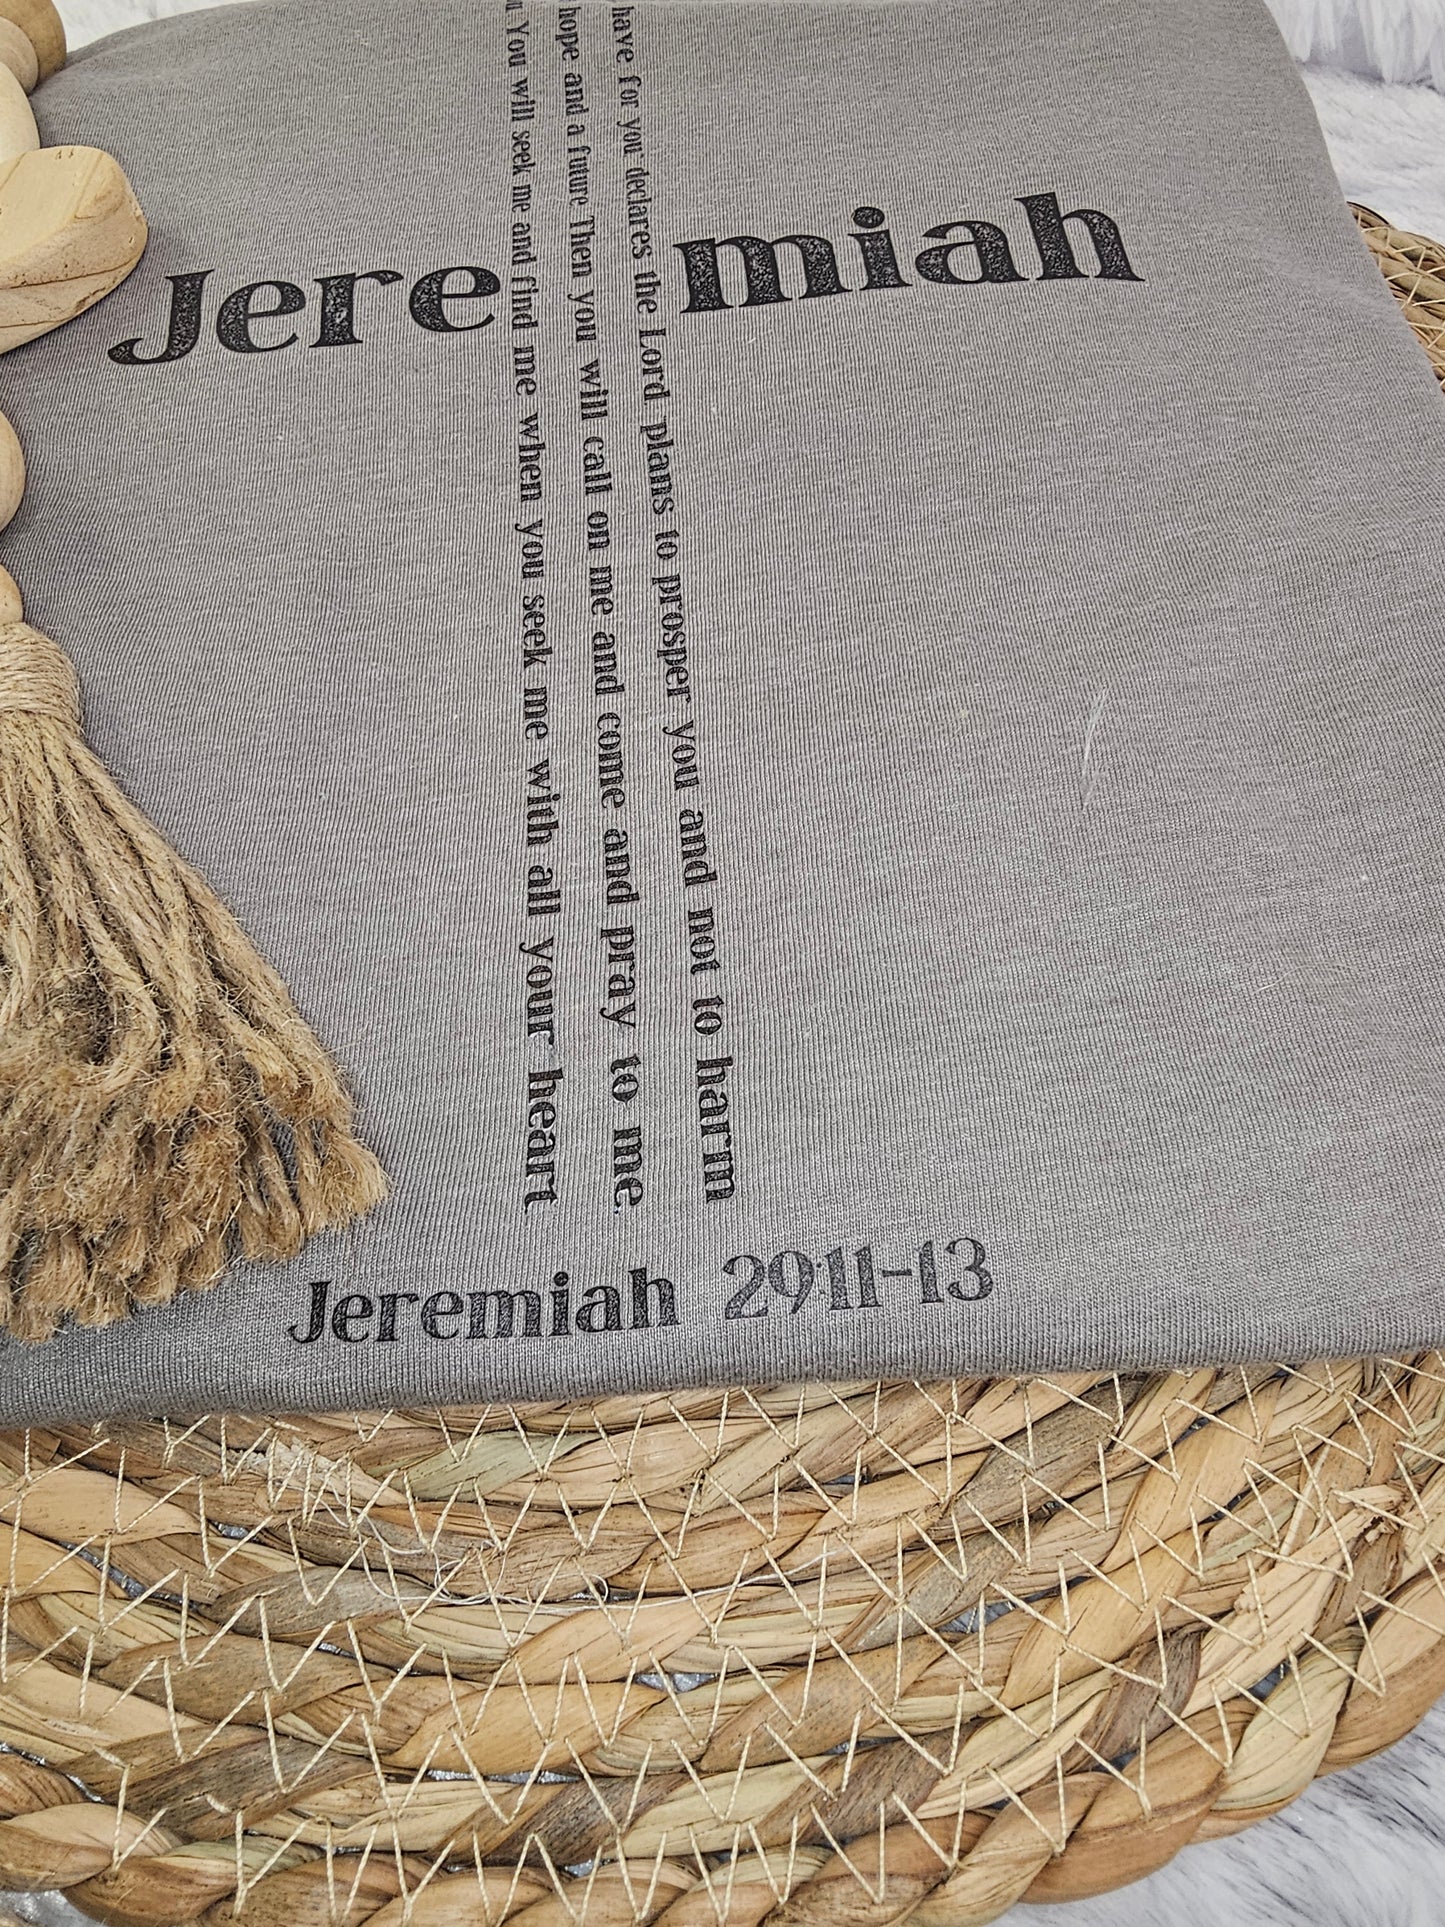 Jeremiah
have for you declares the Lord plans to prosper you and not to harm
hope and a future Then you will call on me and come and pray to me
You will seek me and find me when you seek me with all your heart
Jeremiah 29:11-13